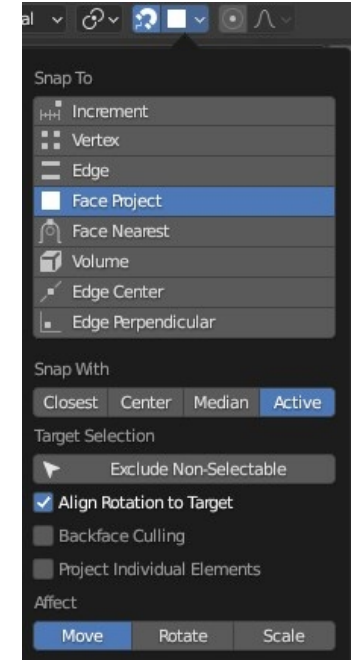 al
Snap To
Increment
Vertex
Edge
Face Project
Face Nearest
Volume
Edge Center
Edge Perpendicular
Snap With
Closest Center Median Active
Target Selection
Exclude Non-Selectable
Align Rotation to Target
Backface Culling
Project Individual Elements
Affect
Move Rotate Scale